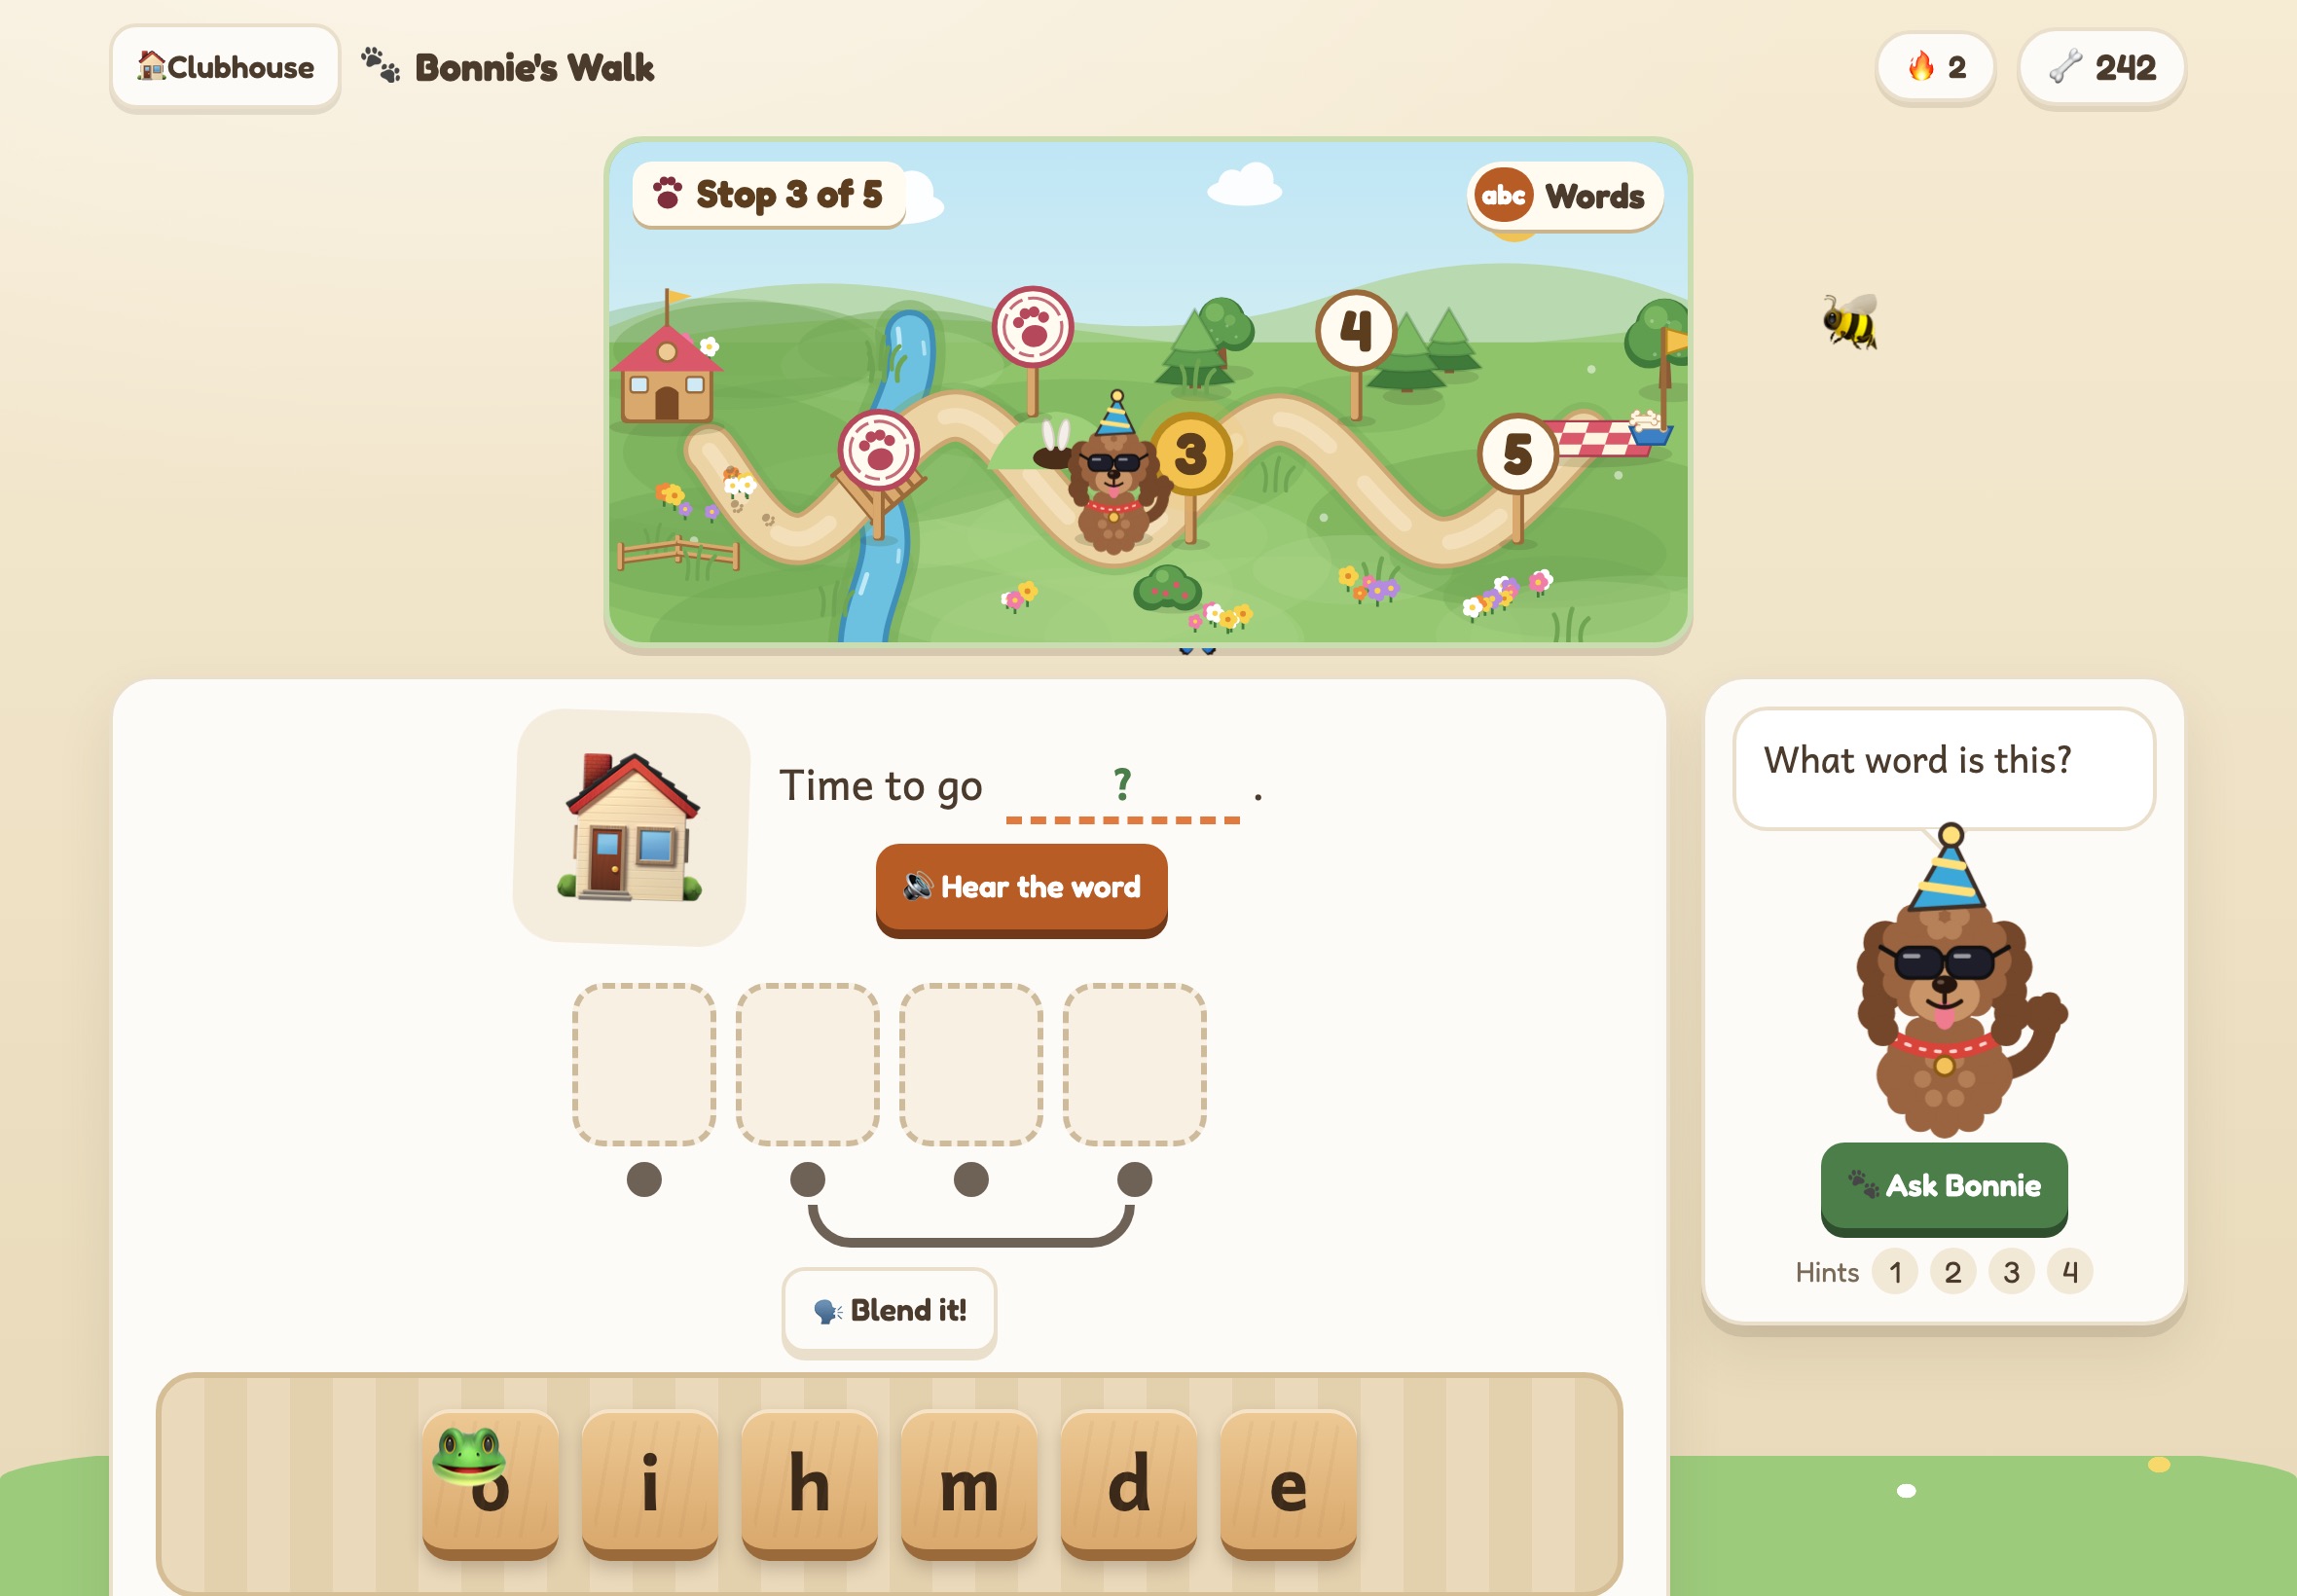 Clubhouse
Bonnie's Walk
2
242
Stop 3 of 5
abc Words
4
3
5
Time to go ? .
Hear the word
What word is this?
Ask Bonnie
Hints 1 2 3 4
Blend it!
o i h m d e